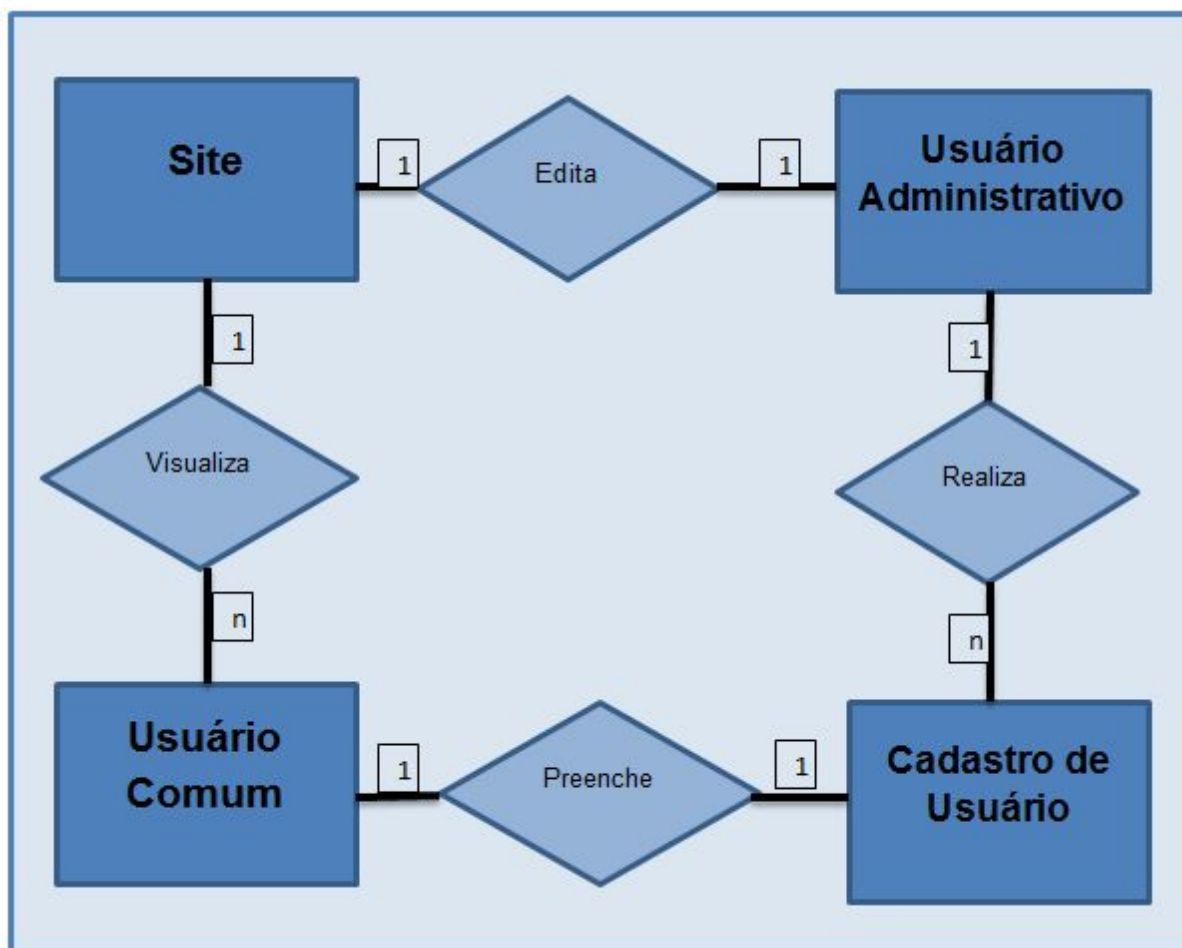 Site
1
Edita
1
Usuário
Administrativo
1
1
Visualiza
Realiza
n
n
Usuário
Comum
1
Preenche
1
Cadastro de
Usuário